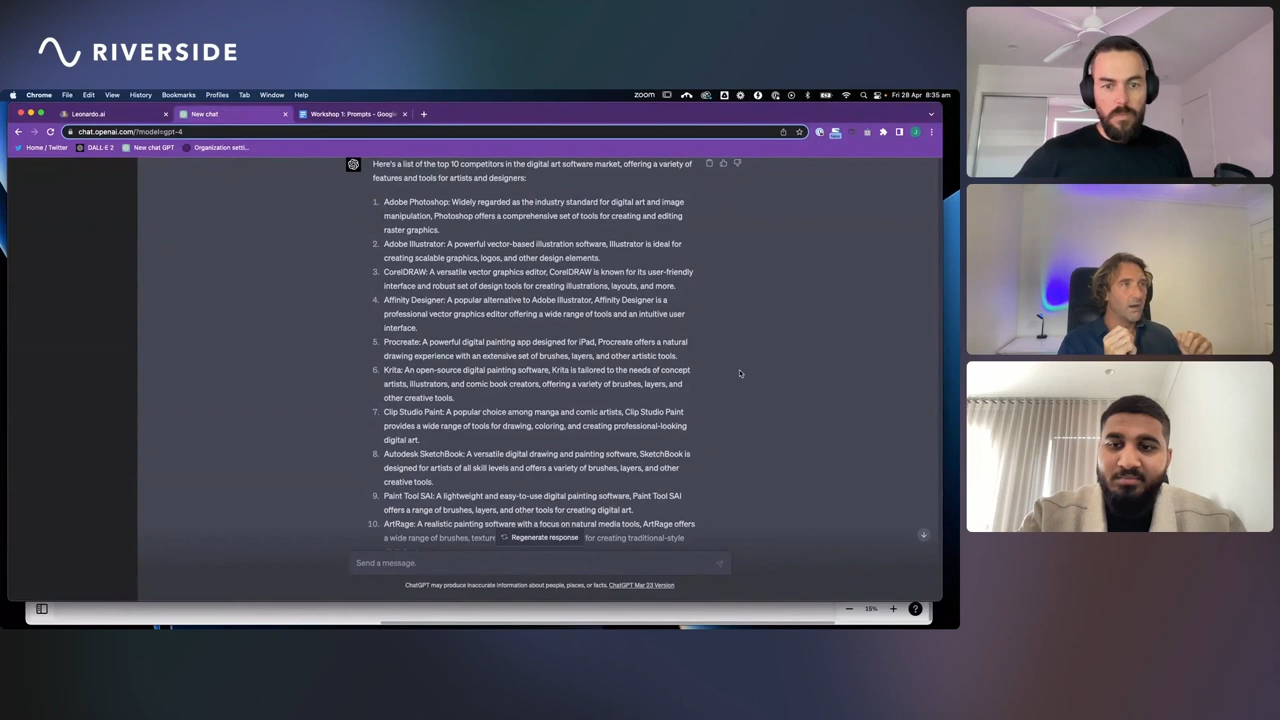 RIVERSIDE
Chrome File Edit View History Bookmarks Profiles Tab Window Help
zoom
Fri 28 Apr 8:35 am
Leonardo.ai
New chat
Workshop 1: Prompts - Goog
chat.openai.com/?model=gpt-4
Home / Twitter
DALL·E 2
New chat GPT
Organization setti...
Here's a list of the top 10 competitors in the digital art software market, offering a variety of
features and tools for artists and designers:
1. Adobe Photoshop: Widely regarded as the industry standard for digital art and image
manipulation, Photoshop offers a comprehensive set of tools for creating and editing
raster graphics.
2. Adobe Illustrator: A powerful vector-based illustration software, Illustrator is ideal for
creating scalable graphics, logos, and other design elements.
3. CorelDRAW: A versatile vector graphics editor, CorelDRAW is known for its user-friendly
interface and robust set of design tools for creating illustrations, layouts, and more.
4. Affinity Designer: A popular alternative to Adobe Illustrator, Affinity Designer is a
professional vector graphics editor offering a wide range of tools and an intuitive user
interface.
5. Procreate: A powerful digital painting app designed for iPad, Procreate offers a natural
drawing experience with an extensive set of brushes, layers, and other artistic tools.
6. Krita: An open-source digital painting software, Krita is tailored to the needs of concept
artists, illustrators, and comic book creators, offering a variety of brushes, layers, and
other creative tools.
7. Clip Studio Paint: A popular choice among manga and comic artists, Clip Studio Paint
provides a wide range of tools for drawing, coloring, and creating professional-looking
digital art.
8. Autodesk SketchBook: A versatile digital drawing and painting software, SketchBook is
designed for artists of all skill levels and offers a variety of brushes, layers, and other
creative tools.
9. Paint Tool SAI: A lightweight and easy-to-use digital painting software, Paint Tool SAI
offers a range of brushes, layers, and other tools for creating digital art.
10. ArtRage: A realistic painting software with a focus on natural media tools, ArtRage offers
a wide range of brushes, texture
Regenerate response
for creating traditional-style
Send a message.
ChatGPT may produce inaccurate information about people, places, or facts. ChatGPT Mar 23 Version
15%